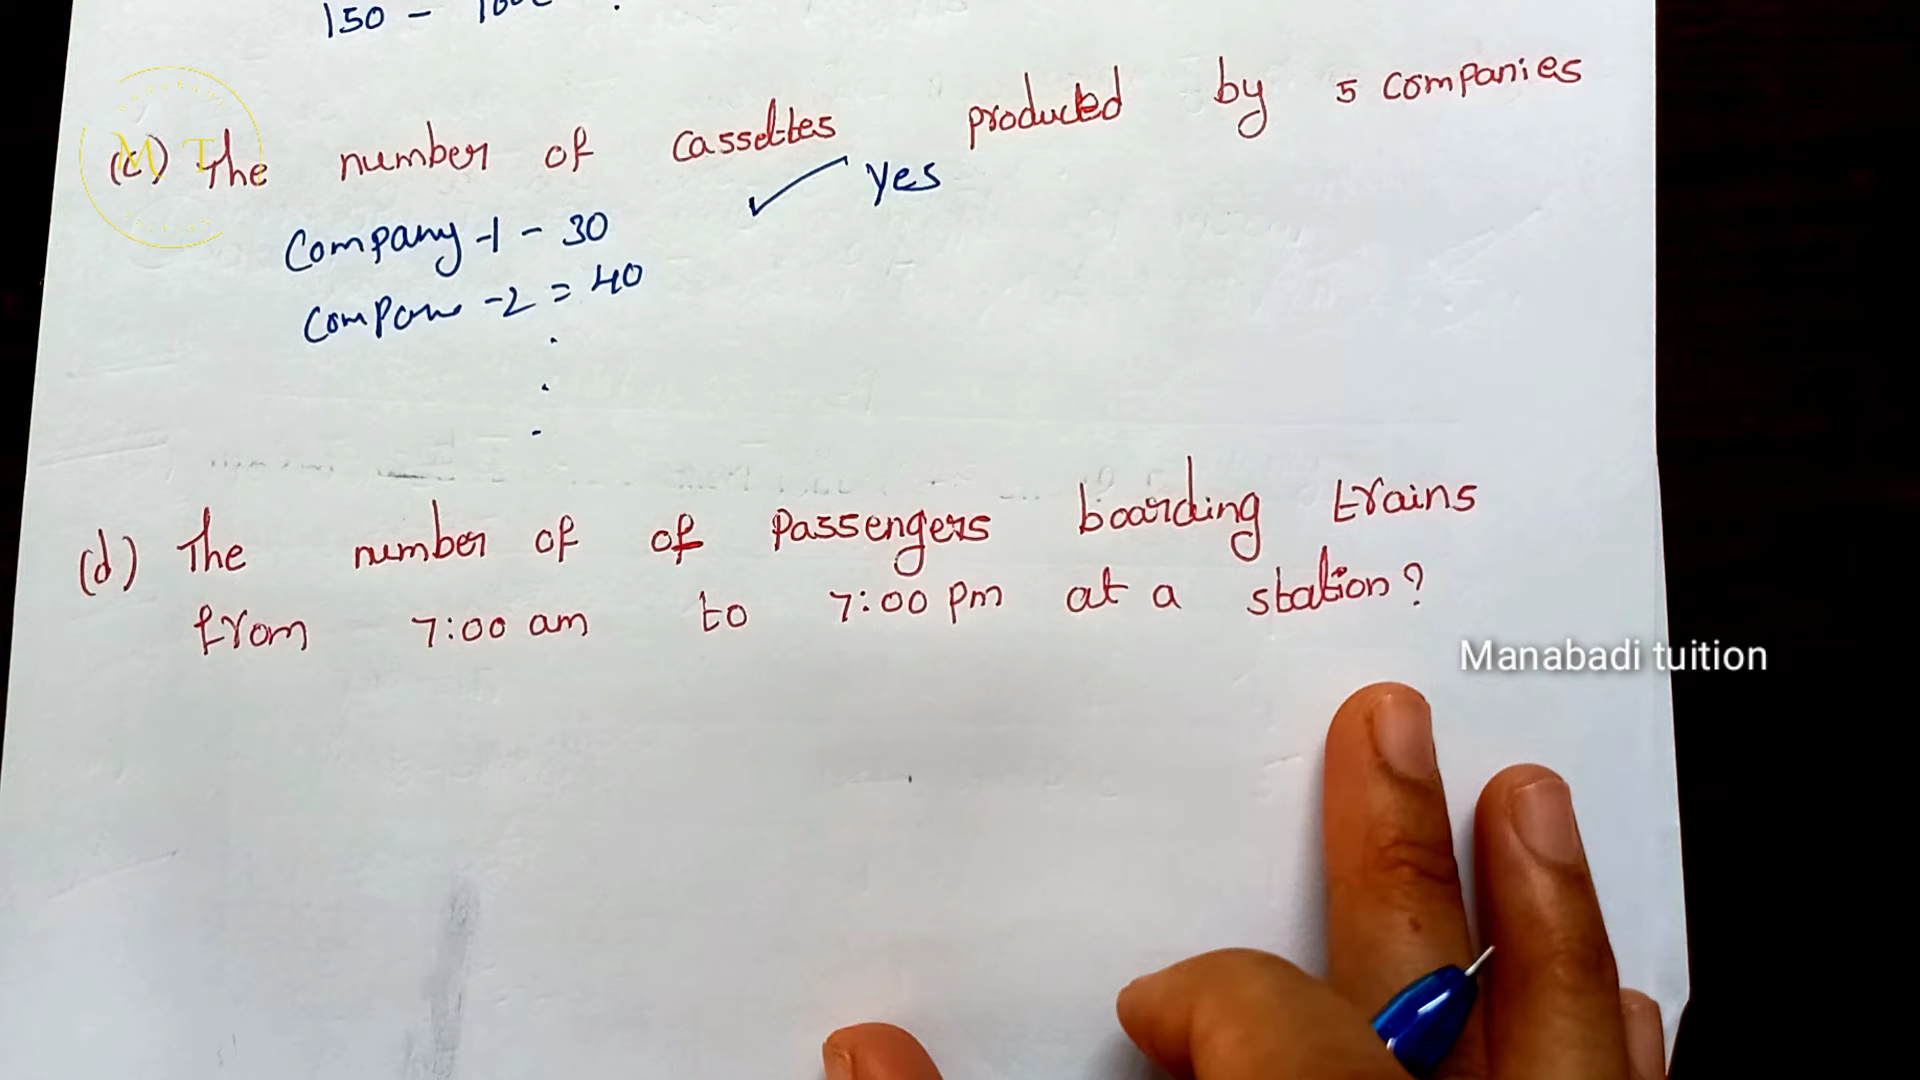 150 -
(c) The number of cassettes produced by 5 companies
yes
Company -1 - 30
-2 = 40
(d) The number of of passengers boarding trains
from 7:00 am to 7:00 pm at a station?
Manabadi tuition
M T